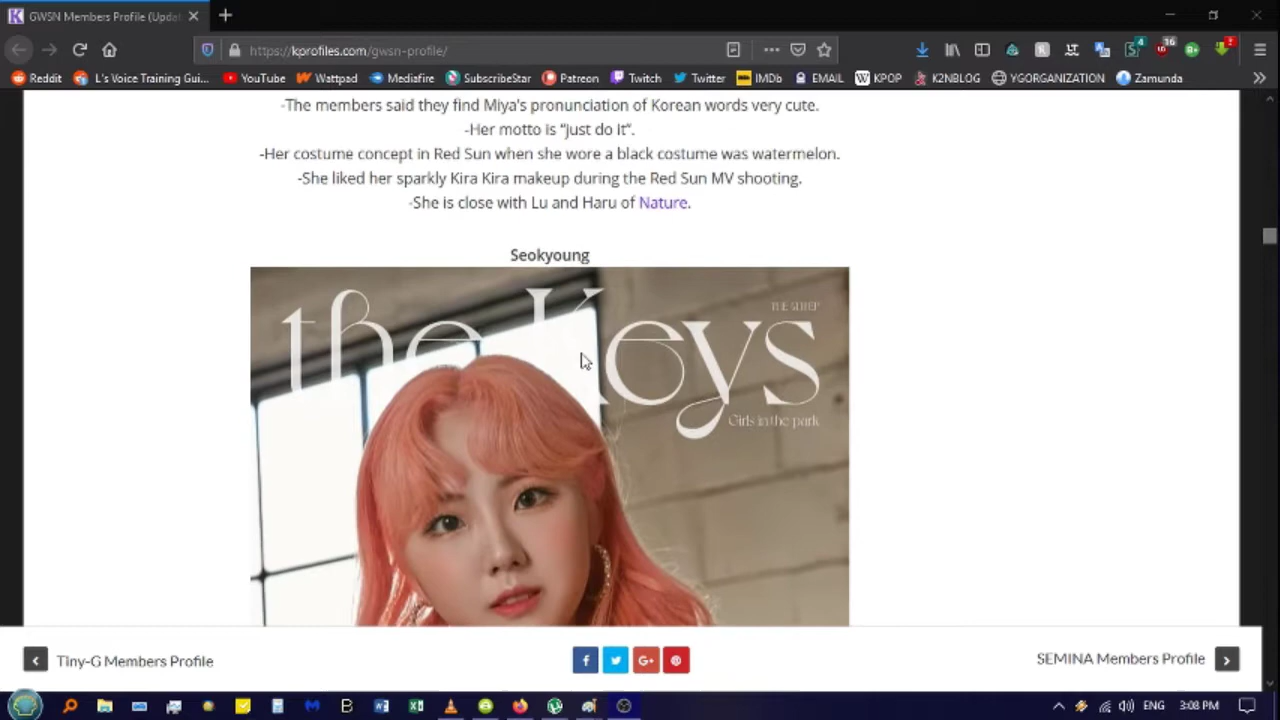 GWSN Members Profile (Upda
https://kprofiles.com/gwsn-profile/
4 16
Reddit L's Voice Training Gui... YouTube Wattpad Mediafire SubscribeStar Patreon Twitch Twitter IMDb EMAIL KPOP K2NBLOG YGORGANIZATION Zamunda
-The members said they find Miya's pronunciation of Korean words very cute.
-Her motto is “Just do it”.
-Her costume concept in Red Sun when she wore a black costume was watermelon.
-She liked her sparkly Kira Kira makeup during the Red Sun MV shooting.
-She is close with Lu and Haru of Nature.
Seokyoung
the Keys
Girls in the park
Tiny-G Members Profile
SEMINA Members Profile
ENG 3:08 PM